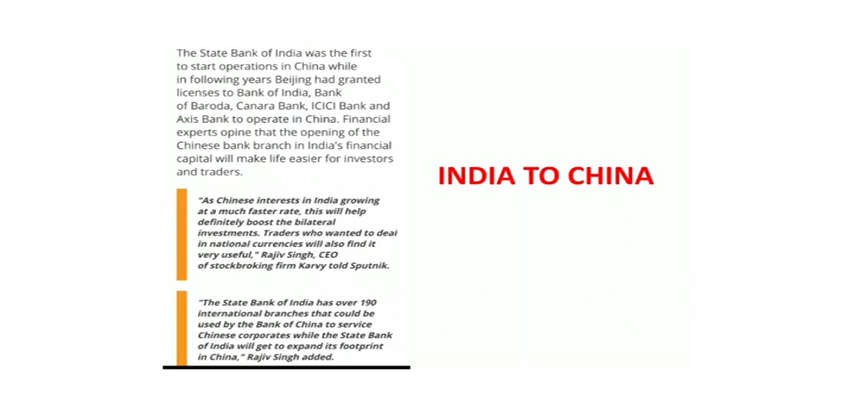 The State Bank of India was the first
to start operations in China while
in following years Beijing had granted
licenses to Bank of India, Bank
of Baroda, Canara Bank, ICICI Bank and
Axis Bank to operate in China. Financial
experts opine that the opening of the
Chinese bank branch in India's financial
capital will make life easier for investors
and traders.
"As Chinese interests in India growing
at a much faster rate, this will help
definitely boost the bilateral
investments. Traders who wanted to deal
in national currencies will also find it
very useful," Rajiv Singh, CEO
of stockbroking firm Karvy told Sputnik.
"The State Bank of India has over 190
international branches that could be
used by the Bank of China to service
Chinese corporates while the State Bank
of India will get to expand its footprint
in China," Rajiv Singh added.
INDIA TO CHINA